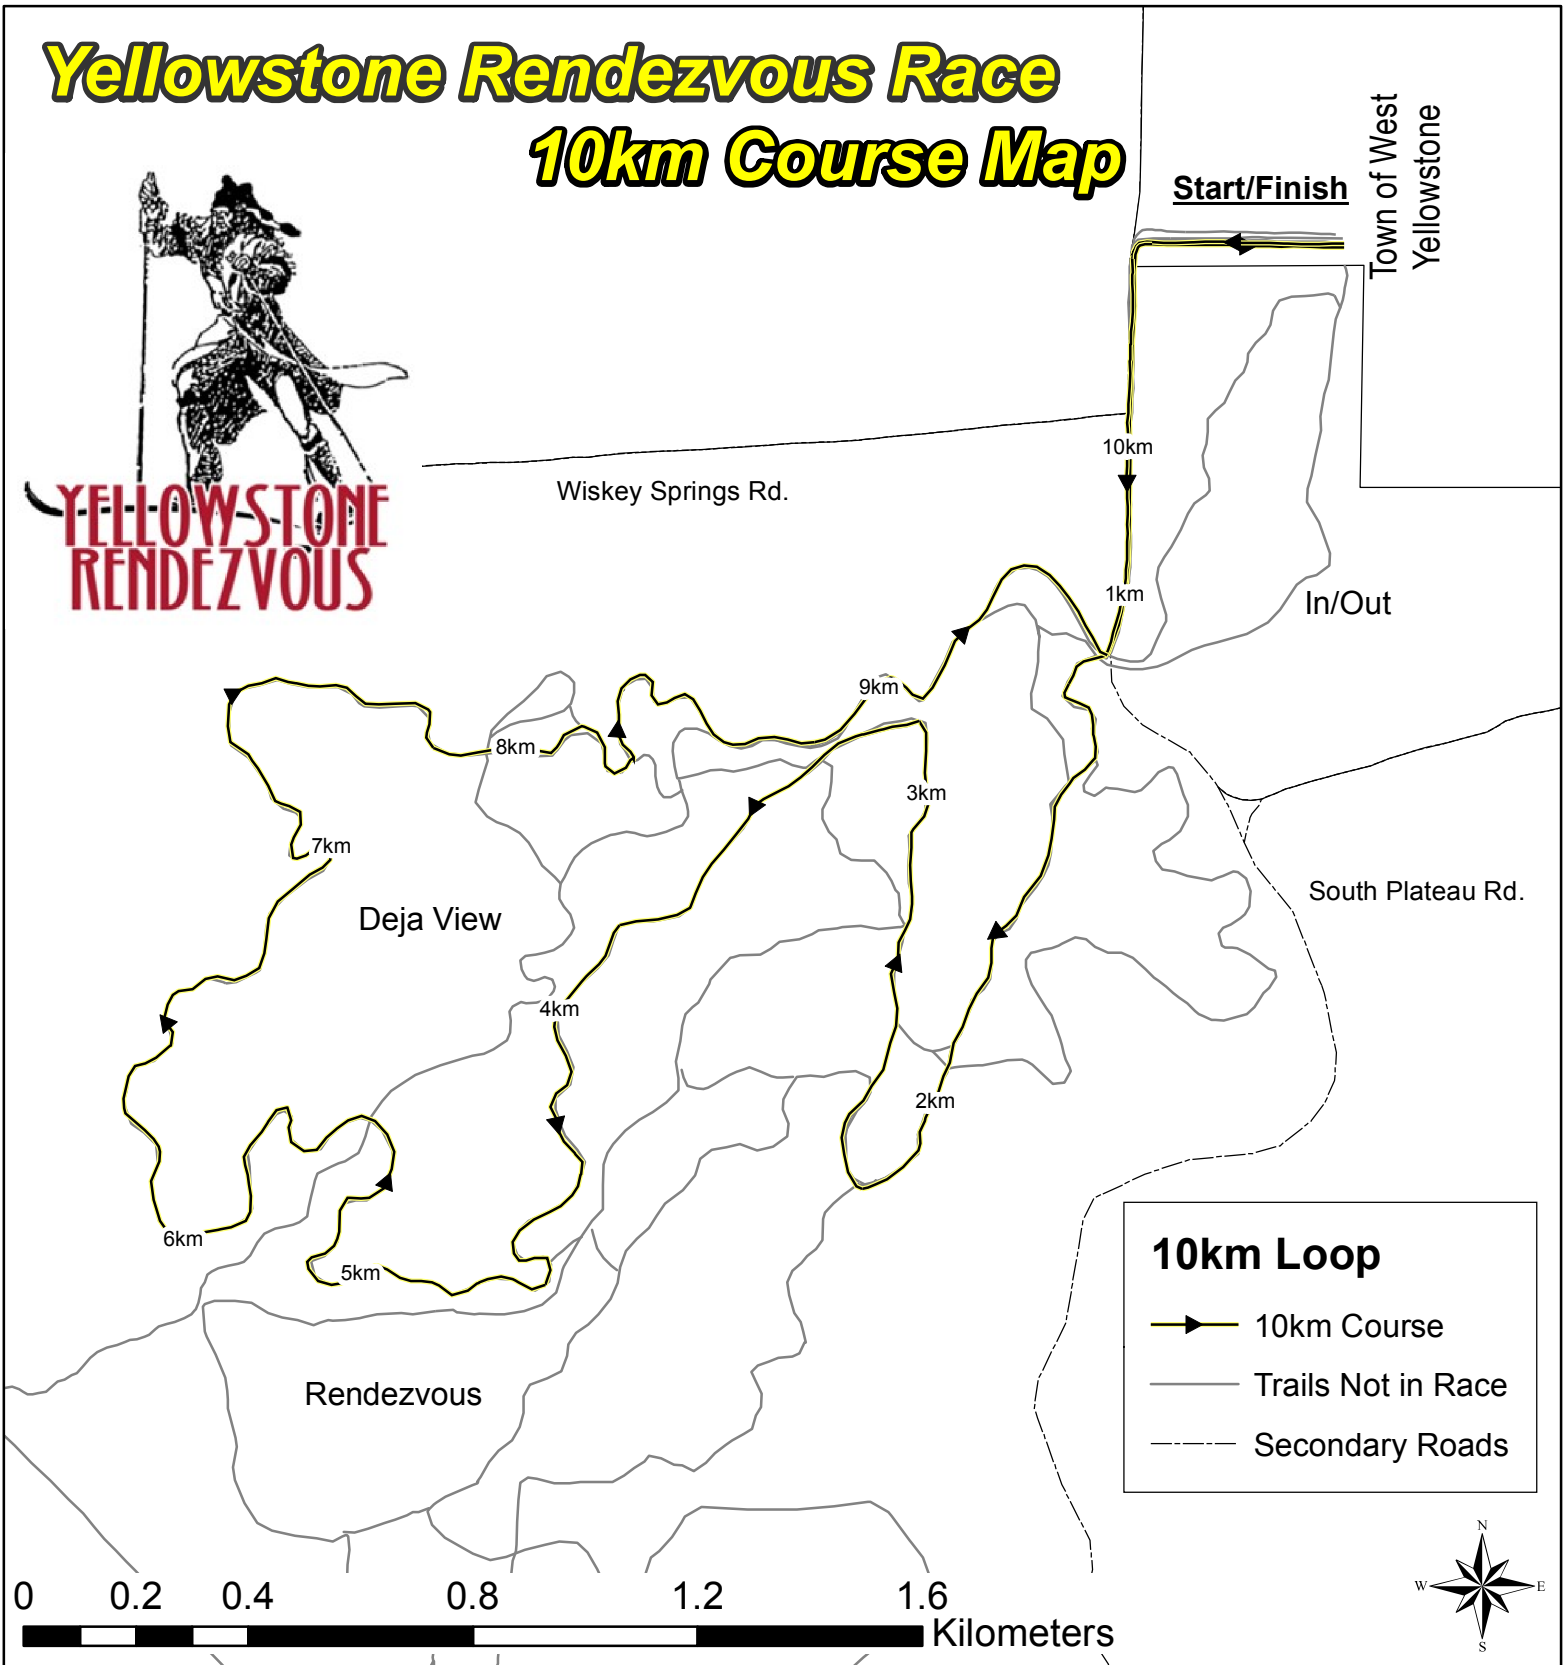 Yellowstone Rendezvous Race
10km Course Map
Start/Finish
Town of West
Yellowstone
YELLOWSTONE
RENDEZVOUS
10km
Wiskey Springs Rd.
1km
In/Out
9km
8km
3km
7km
South Plateau Rd.
Deja View
4km
2km
6km
5km
Rendezvous
10km Loop
10km Course
Trails Not in Race
Secondary Roads
N
W
E
S
0 0.2 0.4 0.8 1.2 1.6
Kilometers